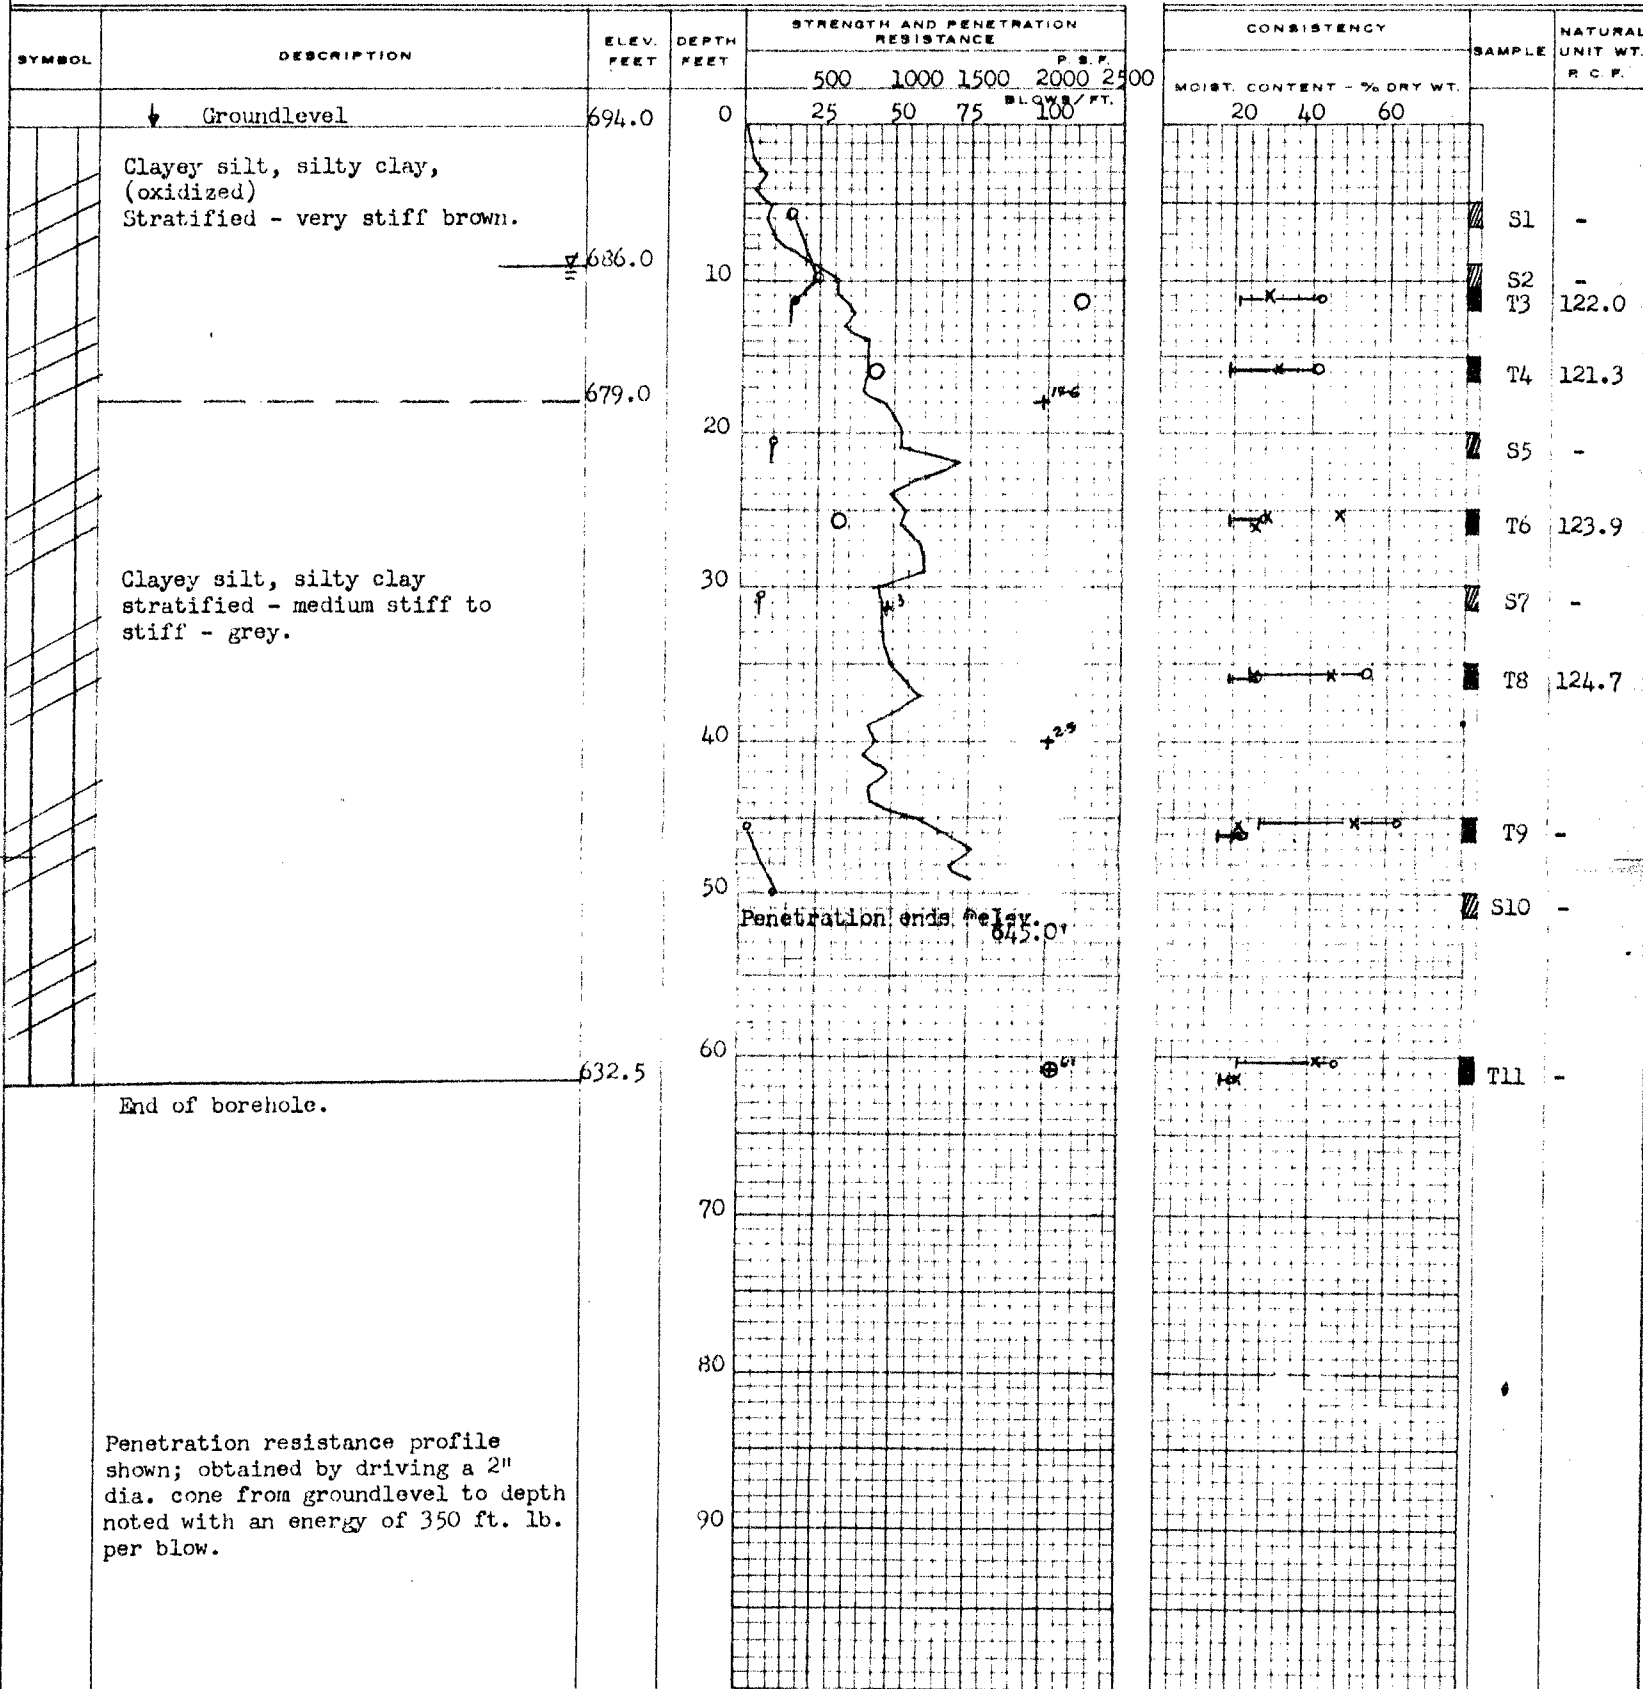 SYMBOL
DESCRIPTION
ELEV. FEET
DEPTH FEET
STRENGTH AND PENETRATION RESISTANCE
P. S. F.
500 1000 1500 2000 2500
BLOWS/FT.
25 50 75 100
CONSISTENCY
MOIST. CONTENT - % DRY WT.
20 40 60
SAMPLE
NATURAL UNIT WT. P. C. F.
Groundlevel 694.0 0
Clayey silt, silty clay,
(oxidized)
Stratified - very stiff brown.
S1 -
686.0
10
S2 -
T3 122.0
T4 121.3
679.0
20
S5 -
T6 123.9
Clayey silt, silty clay
stratified - medium stiff to
stiff - grey.
30
3
S7 -
T8 124.7
40
2.5
T9 -
50
S10 -
Penetration ends elev.
645.0'
60
632.5
T11 -
End of borehole.
70
80
Penetration resistance profile
shown; obtained by driving a 2"
dia. cone from groundlevel to depth
noted with an energy of 350 ft. lb.
per blow.
90